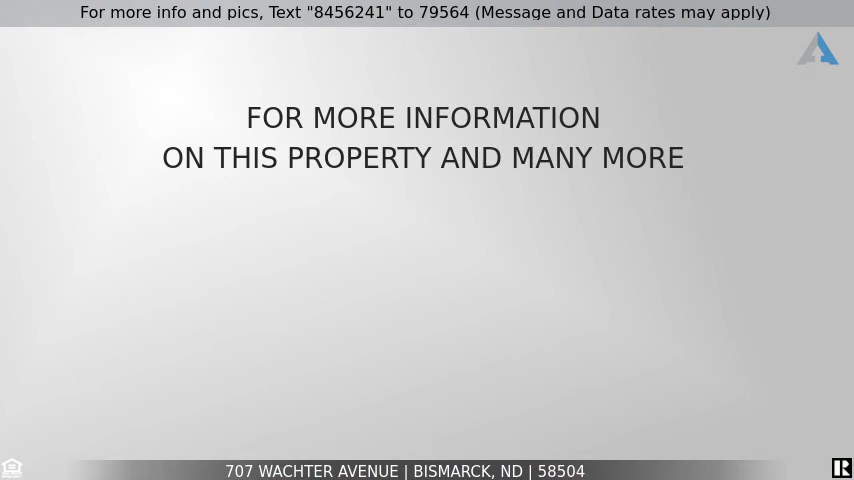 For more info and pics, Text "8456241" to 79564 (Message and Data rates may apply)
FOR MORE INFORMATION
ON THIS PROPERTY AND MANY MORE
707 WACHTER AVENUE | BISMARCK, ND | 58504